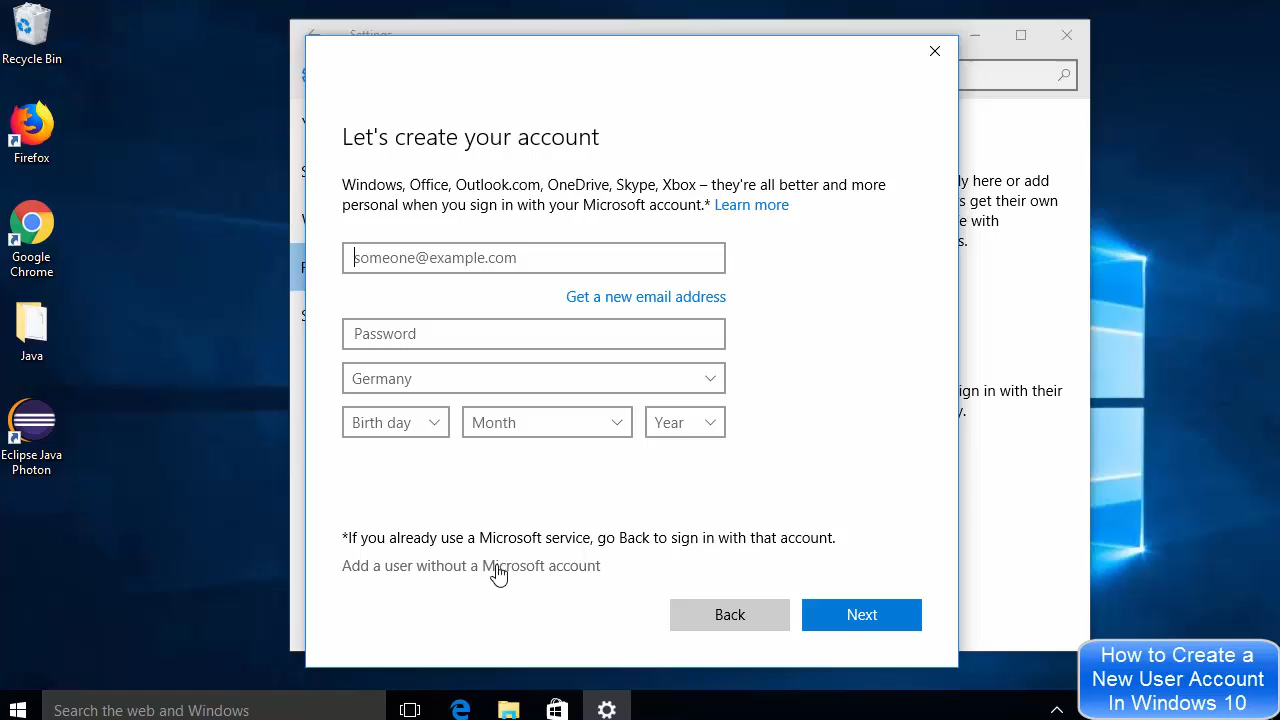 Recycle Bin
Firefox
Google
Chrome
Java
Eclipse Java
Photon
Settings
Let's create your account
Windows, Office, Outlook.com, OneDrive, Skype, Xbox – they're all better and more
personal when you sign in with your Microsoft account.* Learn more
someone@example.com
Get a new email address
Password
Germany
Birth day
Month
Year
*If you already use a Microsoft service, go Back to sign in with that account.
Add a user without a Microsoft account
Back
Next
here or add
get their own
with
sign in with their
Search the web and Windows
How to Create a
New User Account
In Windows 10